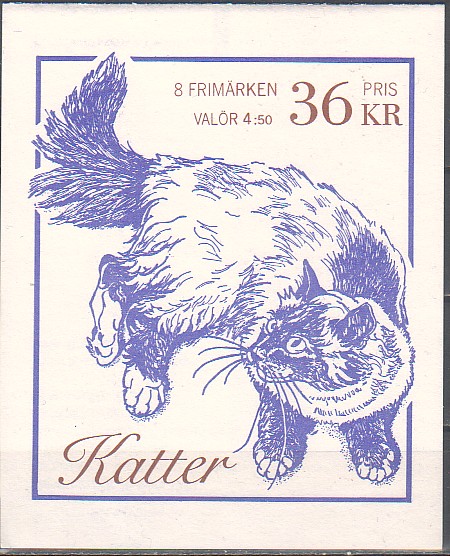 8 FRIMÄRKEN
VALÖR 4:50
36 PRIS KR
Katter